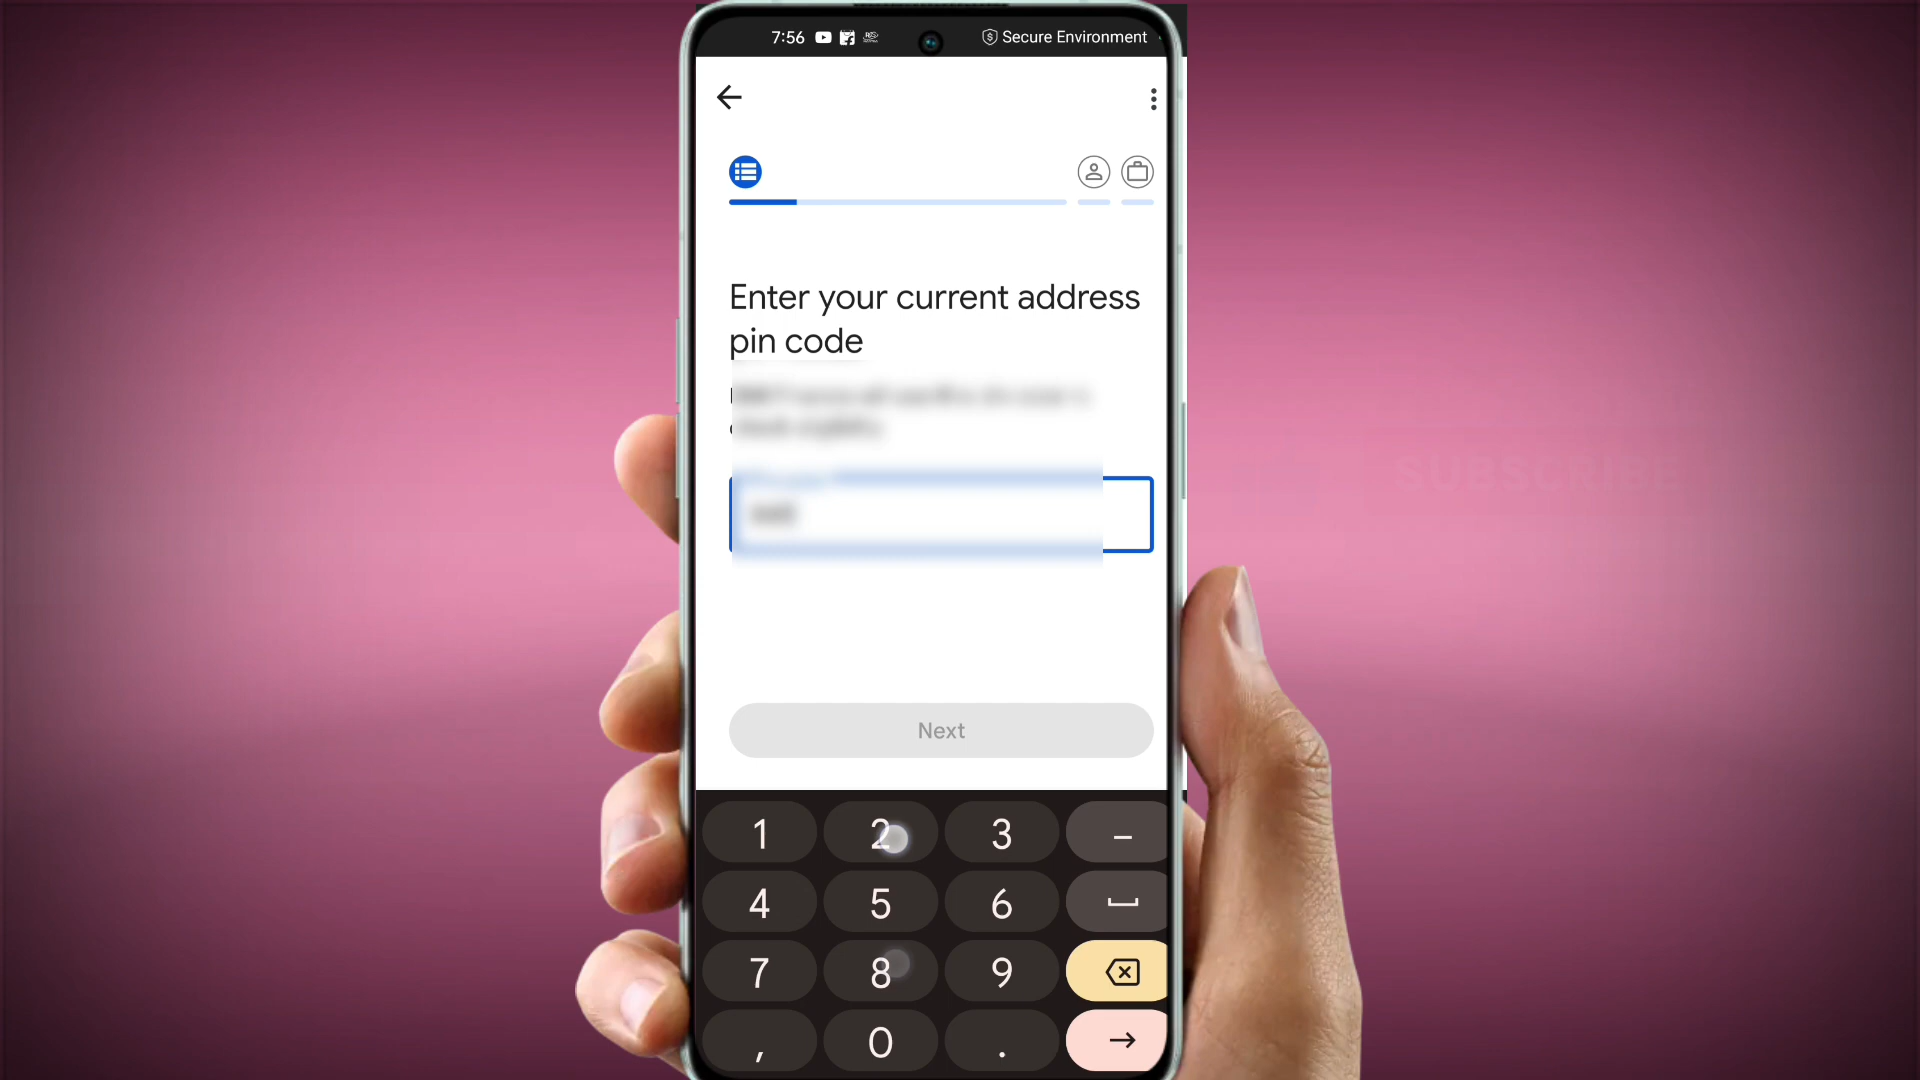 7:56
Secure Environment
Enter your current address
pin code
Next
1 2 3 –
4 5 6
7 8 9
, 0 .
SUBSCRIBE